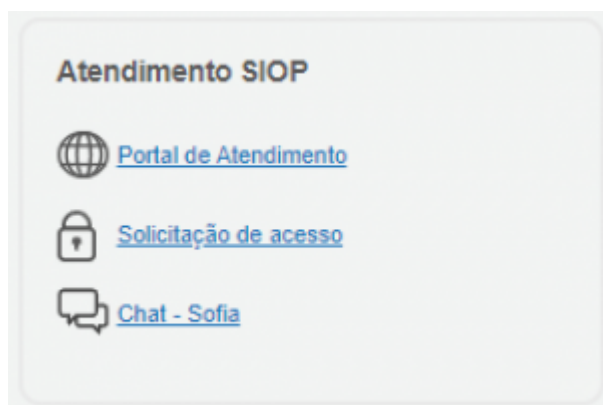 Atendimento SIOP
Portal de Atendimento
Solicitação de acesso
Chat - Sofia